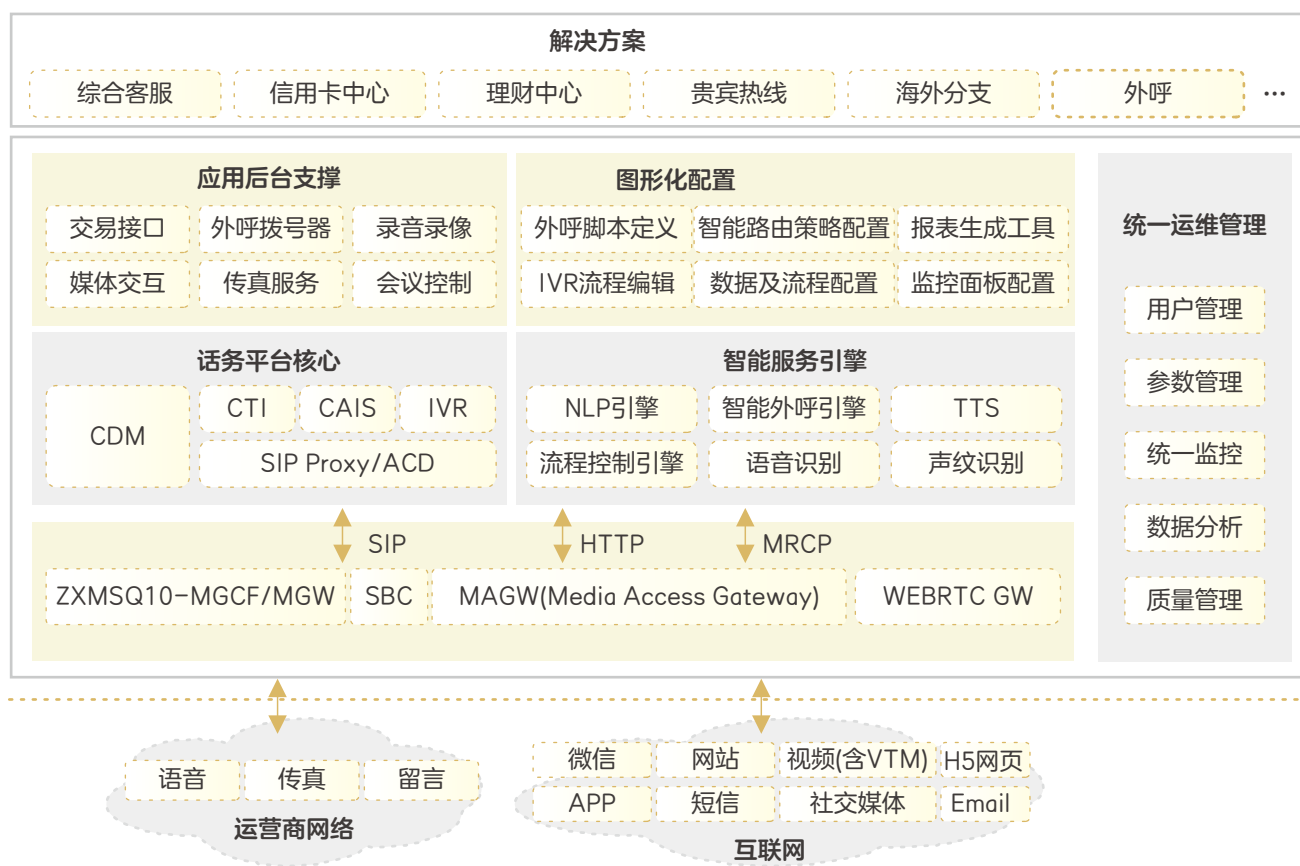 解决方案
综合客服 信用卡中心 理财中心 贵宾热线 海外分支 外呼 …
应用后台支撑
交易接口 外呼拨号器 录音录像
媒体交互 传真服务 会议控制
图形化配置
外呼脚本定义 智能路由策略配置 报表生成工具
IVR流程编辑 数据及流程配置 监控面板配置
话务平台核心
CDM
CTI CAIS IVR
SIP Proxy/ACD
智能服务引擎
NLP引擎 智能外呼引擎 TTS
流程控制引擎 语音识别 声纹识别
SIP HTTP MRCP
ZXMSQ10-MGCF/MGW SBC MAGW(Media Access Gateway) WEBRTC GW
统一运维管理
用户管理
参数管理
统一监控
数据分析
质量管理
语音 传真 留言
运营商网络
微信 网站 视频(含VTM) H5网页
APP 短信 社交媒体 Email
互联网